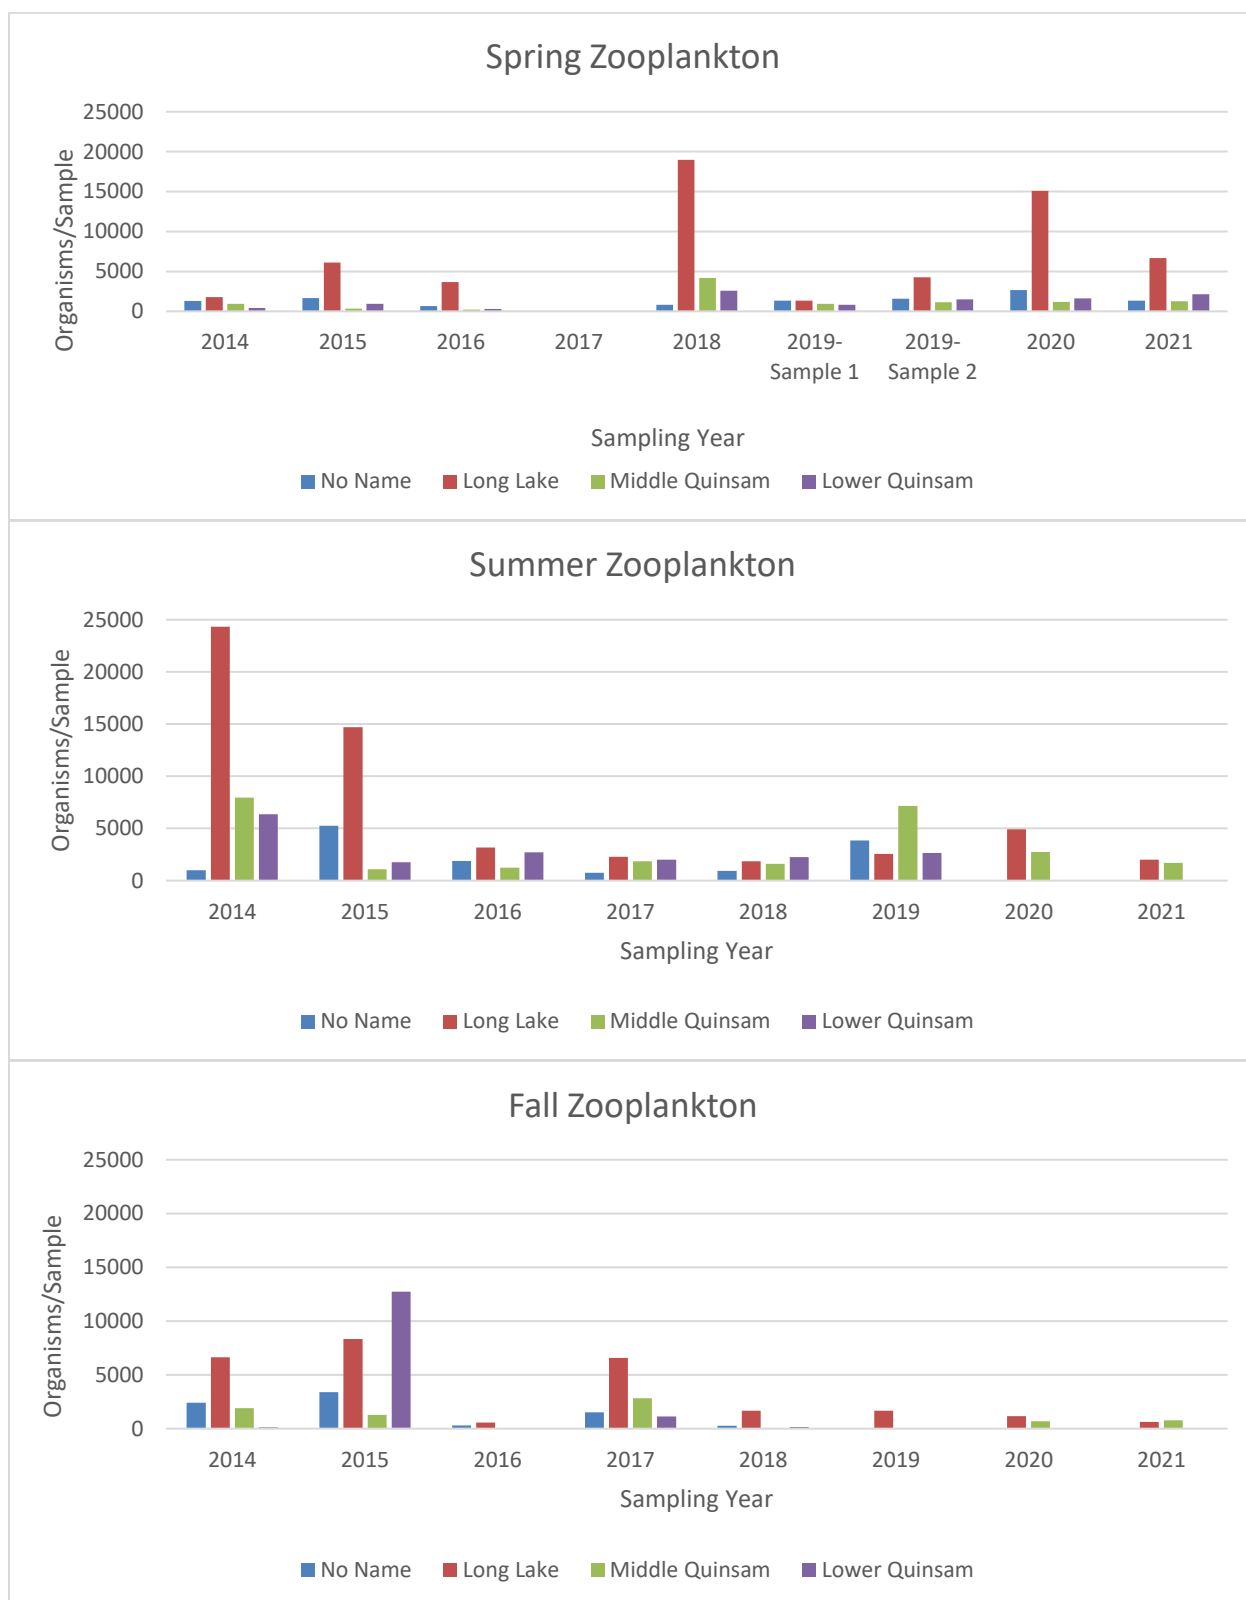 Spring Zooplankton
Organisms/Sample
25000
20000
15000
10000
5000
0
2014 2015 2016 2017 2018 2019- 2019- 2020 2021
Sample 1 Sample 2
Sampling Year
No Name Long Lake Middle Quinsam Lower Quinsam
Summer Zooplankton
Organisms/Sample
25000
20000
15000
10000
5000
0
2014 2015 2016 2017 2018 2019 2020 2021
Sampling Year
No Name Long Lake Middle Quinsam Lower Quinsam
Fall Zooplankton
Organisms/Sample
25000
20000
15000
10000
5000
0
2014 2015 2016 2017 2018 2019 2020 2021
Sampling Year
No Name Long Lake Middle Quinsam Lower Quinsam